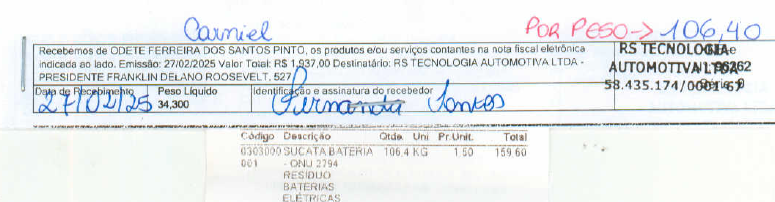 Carniel
POR PESO-> 106,40
Recebemos de ODETE FERREIRA DOS SANTOS PINTO, os produtos e/ou serviços contantes na nota fiscal eletrônica
indicada ao lado. Emissão: 27/02/2025 Valor Total: R$ 1.937,00 Destinatário: RS TECNOLOGIA AUTOMOTIVA LTDA -
PRESIDENTE FRANKLIN DELANO ROOSEVELT, 527
RS TECNOLOGIA
AUTOMOTIVA LTDA
58.435.174/0001-67
Data de Recebimento Peso Líquido Identificação e assinatura do recebedor
27/02/25 34,300 Fernanda Santos
Código Descrição Qtde. Uni Pr.Unit. Total
0303000 SUCATA BATERIA 106.4 KG 1.50 159.60
001 - ONU 2794
RESIDUO
BATERIAS
ELÉTRICAS